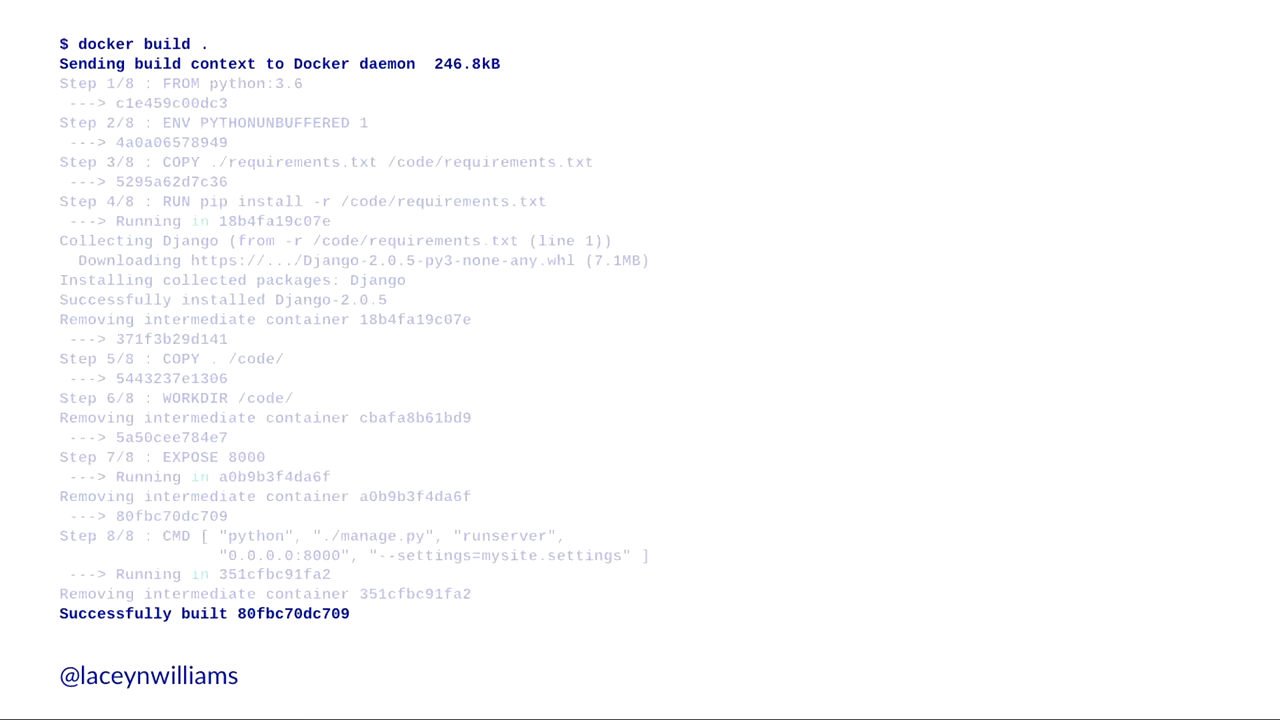 $ docker build .
Sending build context to Docker daemon  246.8kB
Step 1/8 : FROM python:3.6
 ---> c1e459c00dc3
Step 2/8 : ENV PYTHONUNBUFFERED 1
 ---> 4a0a06578949
Step 3/8 : COPY ./requirements.txt /code/requirements.txt
 ---> 5295a62d7c36
Step 4/8 : RUN pip install -r /code/requirements.txt
 ---> Running in 18b4fa19c07e
Collecting Django (from -r /code/requirements.txt (line 1))
  Downloading https://.../Django-2.0.5-py3-none-any.whl (7.1MB)
Installing collected packages: Django
Successfully installed Django-2.0.5
Removing intermediate container 18b4fa19c07e
 ---> 371f3b29d141
Step 5/8 : COPY . /code/
 ---> 5443237e1306
Step 6/8 : WORKDIR /code/
Removing intermediate container cbafa8b61bd9
 ---> 5a50cee784e7
Step 7/8 : EXPOSE 8000
 ---> Running in a0b9b3f4da6f
Removing intermediate container a0b9b3f4da6f
 ---> 80fbc70dc709
Step 8/8 : CMD [ "python", "./manage.py", "runserver",
                 "0.0.0.0:8000", "--settings=mysite.settings" ]
 ---> Running in 351cfbc91fa2
Removing intermediate container 351cfbc91fa2
Successfully built 80fbc70dc709
@laceynwilliams